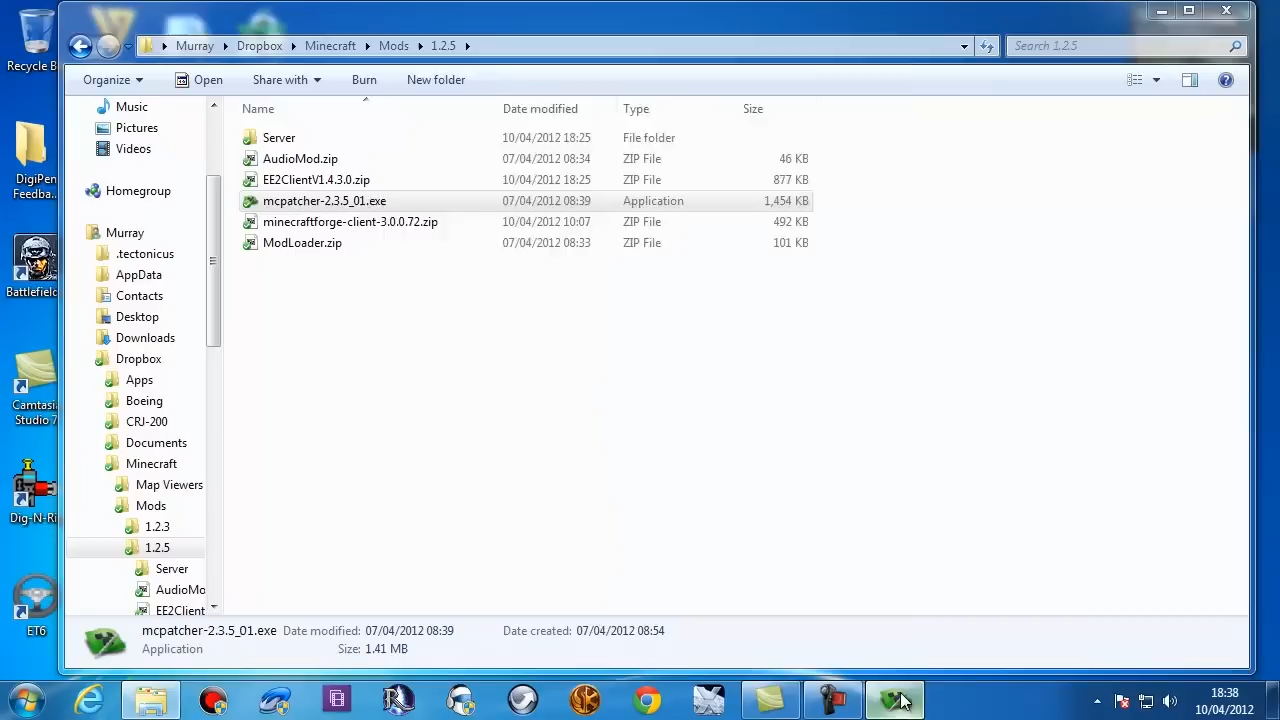 Recycle B
Murray Dropbox Minecraft Mods 1.2.5
Search 1.2.5
Organize Open Share with Burn New folder
Name Date modified Type Size
Server 10/04/2012 18:25 File folder
AudioMod.zip 07/04/2012 08:34 ZIP File 46 KB
EE2ClientV1.4.3.0.zip 10/04/2012 18:25 ZIP File 877 KB
mcpatcher-2.3.5_01.exe 07/04/2012 08:39 Application 1,454 KB
minecraftforge-client-3.0.0.72.zip 10/04/2012 10:07 ZIP File 492 KB
ModLoader.zip 07/04/2012 08:33 ZIP File 101 KB
Music
Pictures
Videos
Homegroup
Murray
.tectonicus
AppData
Contacts
Desktop
Downloads
Dropbox
Apps
Boeing
CRJ-200
Documents
Minecraft
Map Viewers
Mods
1.2.3
1.2.5
Server
AudioMo
EE2Client
DigiPen
Feedba...
Battlefield
Camtasia
Studio 7
Dig-N-Ri
ET6
mcpatcher-2.3.5_01.exe Date modified: 07/04/2012 08:39 Date created: 07/04/2012 08:54
Application Size: 1.41 MB
18:38
10/04/2012